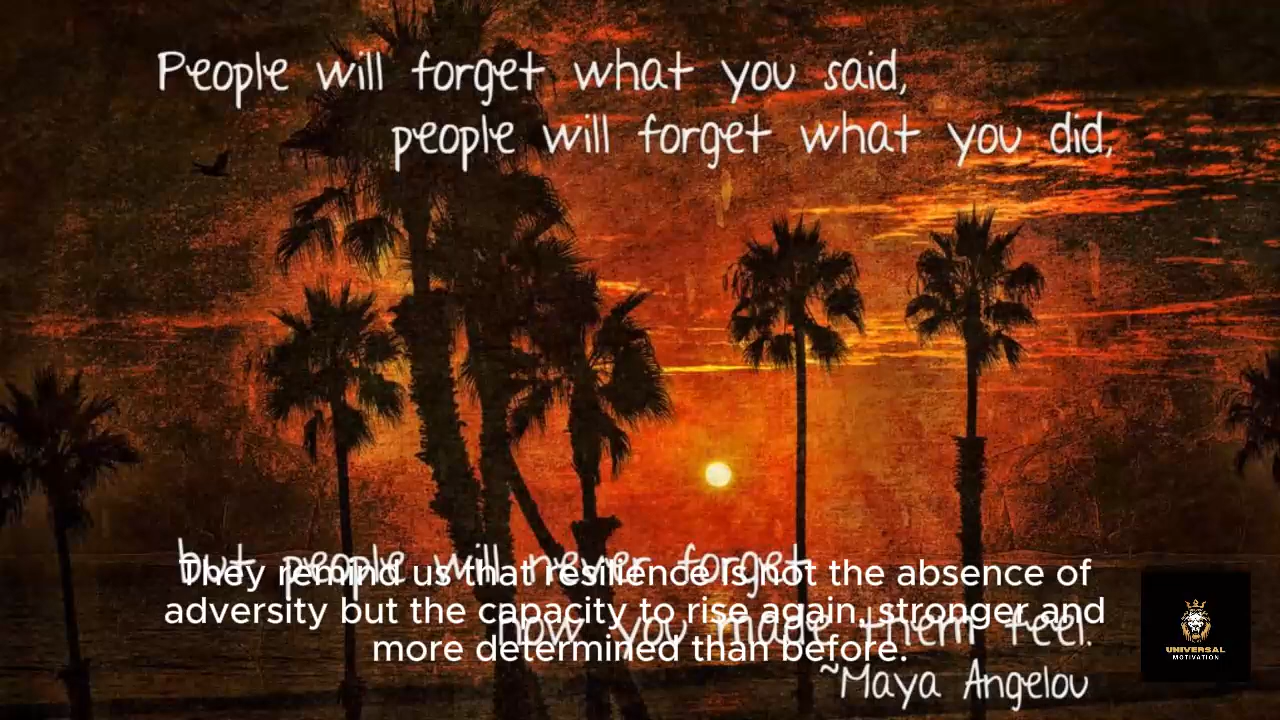 People will forget what you said,
people will forget what you did,
but people will never forget
They remind us that resilience is not the absence of
adversity but the capacity to rise again, stronger and
how you made them feel.
more determined than before.
~Maya Angelou
UNIVERSAL
MOTIVATION